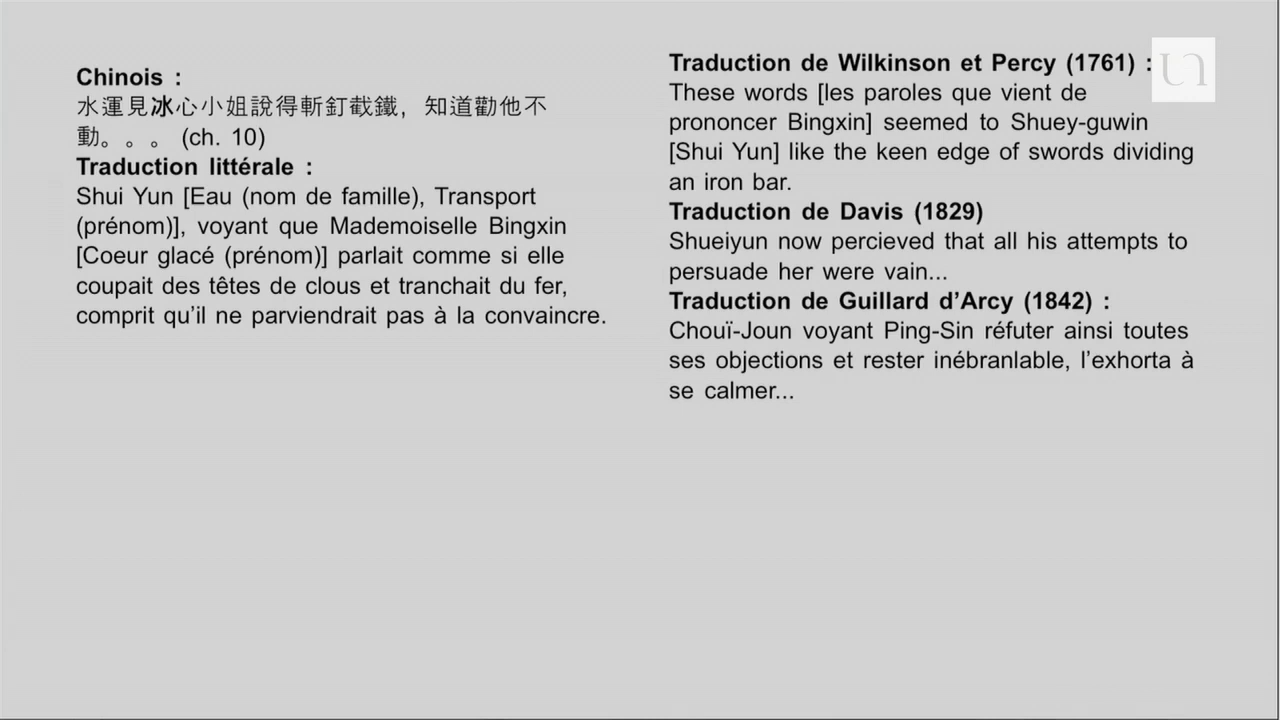 Chinois :
水運見冰心小姐說得斬釘截鐵，知道勸他不
動。。。 (ch. 10)
Traduction littérale :
Shui Yun [Eau (nom de famille), Transport
(prénom)], voyant que Mademoiselle Bingxin
[Coeur glacé (prénom)] parlait comme si elle
coupait des têtes de clous et tranchait du fer,
comprit qu'il ne parviendrait pas à la convaincre.
Traduction de Wilkinson et Percy (1761) :
These words [les paroles que vient de
prononcer Bingxin] seemed to Shuey-guwin
[Shui Yun] like the keen edge of swords dividing
an iron bar.
Traduction de Davis (1829)
Shueiyun now percieved that all his attempts to
persuade her were vain...
Traduction de Guillard d’Arcy (1842) :
Chouï-Joun voyant Ping-Sin réfuter ainsi toutes
ses objections et rester inébranlable, l’exhorta à
se calmer...